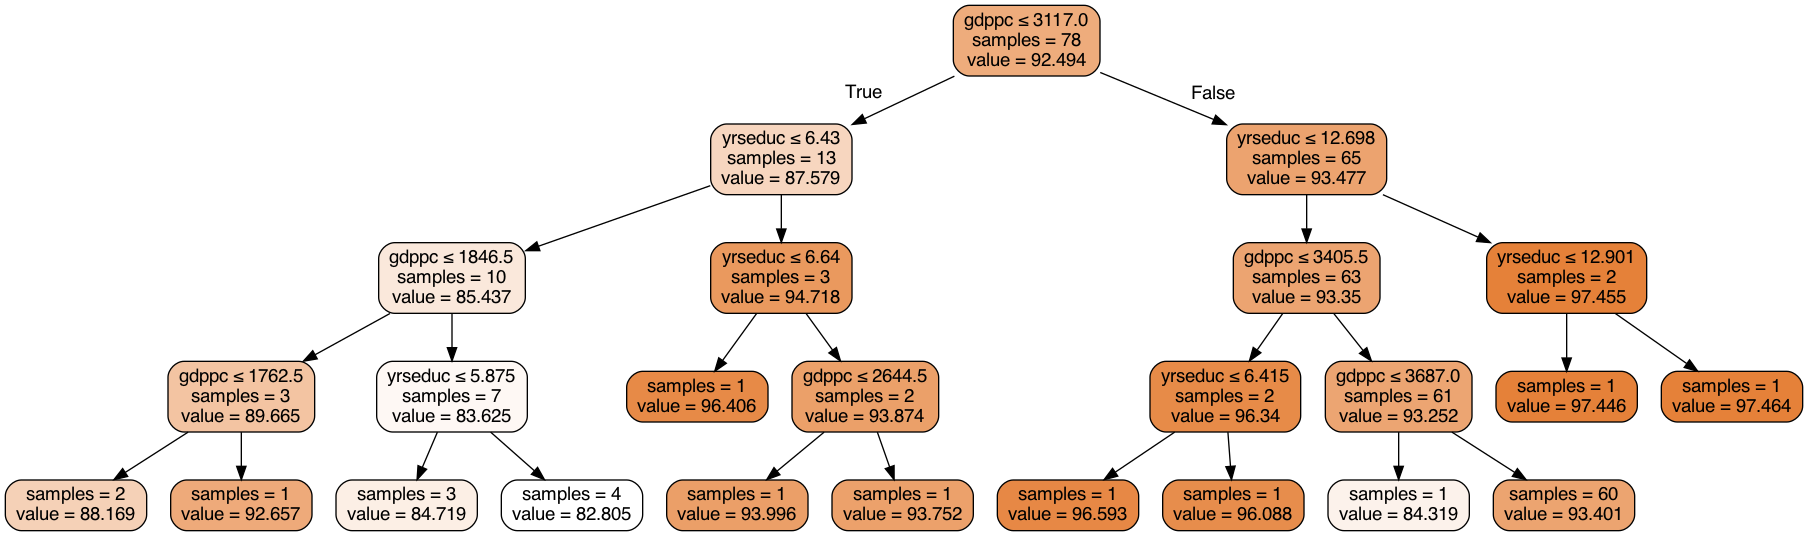 gdppc ≤ 3117.0
samples = 78
value = 92.494
True
False
yrseduc ≤ 6.43
samples = 13
value = 87.579
yrseduc ≤ 12.698
samples = 65
value = 93.477
gdppc ≤ 1846.5
samples = 10
value = 85.437
yrseduc ≤ 6.64
samples = 3
value = 94.718
gdppc ≤ 3405.5
samples = 63
value = 93.35
yrseduc ≤ 12.901
samples = 2
value = 97.455
gdppc ≤ 1762.5
samples = 3
value = 89.665
yrseduc ≤ 5.875
samples = 7
value = 83.625
samples = 1
value = 96.406
gdppc ≤ 2644.5
samples = 2
value = 93.874
yrseduc ≤ 6.415
samples = 2
value = 96.34
gdppc ≤ 3687.0
samples = 61
value = 93.252
samples = 1
value = 97.446
samples = 1
value = 97.464
samples = 2
value = 88.169
samples = 1
value = 92.657
samples = 3
value = 84.719
samples = 4
value = 82.805
samples = 1
value = 93.996
samples = 1
value = 93.752
samples = 1
value = 96.593
samples = 1
value = 96.088
samples = 1
value = 84.319
samples = 60
value = 93.401